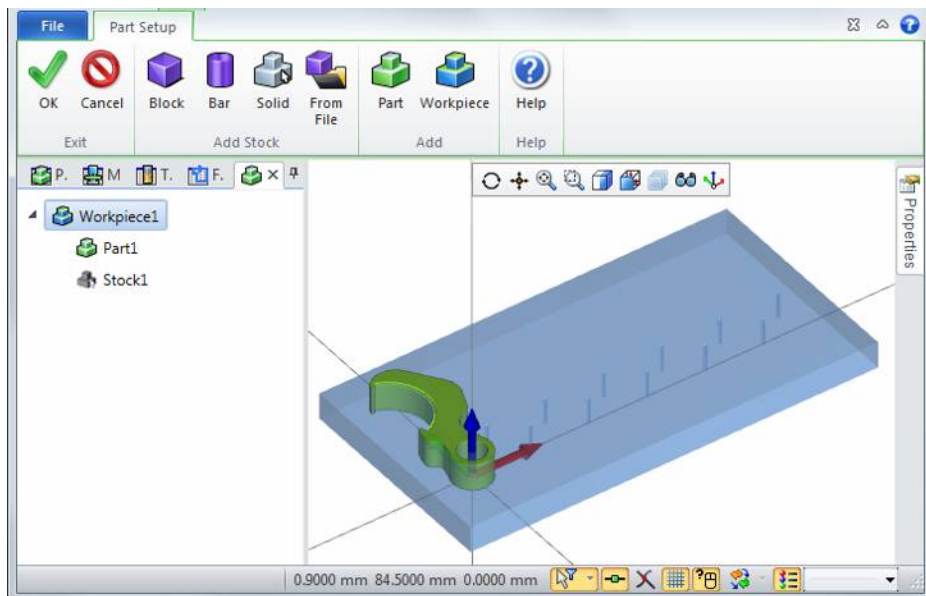 File Part Setup
OK Cancel Block Bar Solid From File Part Workpiece Help
Exit Add Stock Add Help
P. M T. F.
Workpiece1
Part1
Stock1
Properties
0.9000 mm 84.5000 mm 0.0000 mm